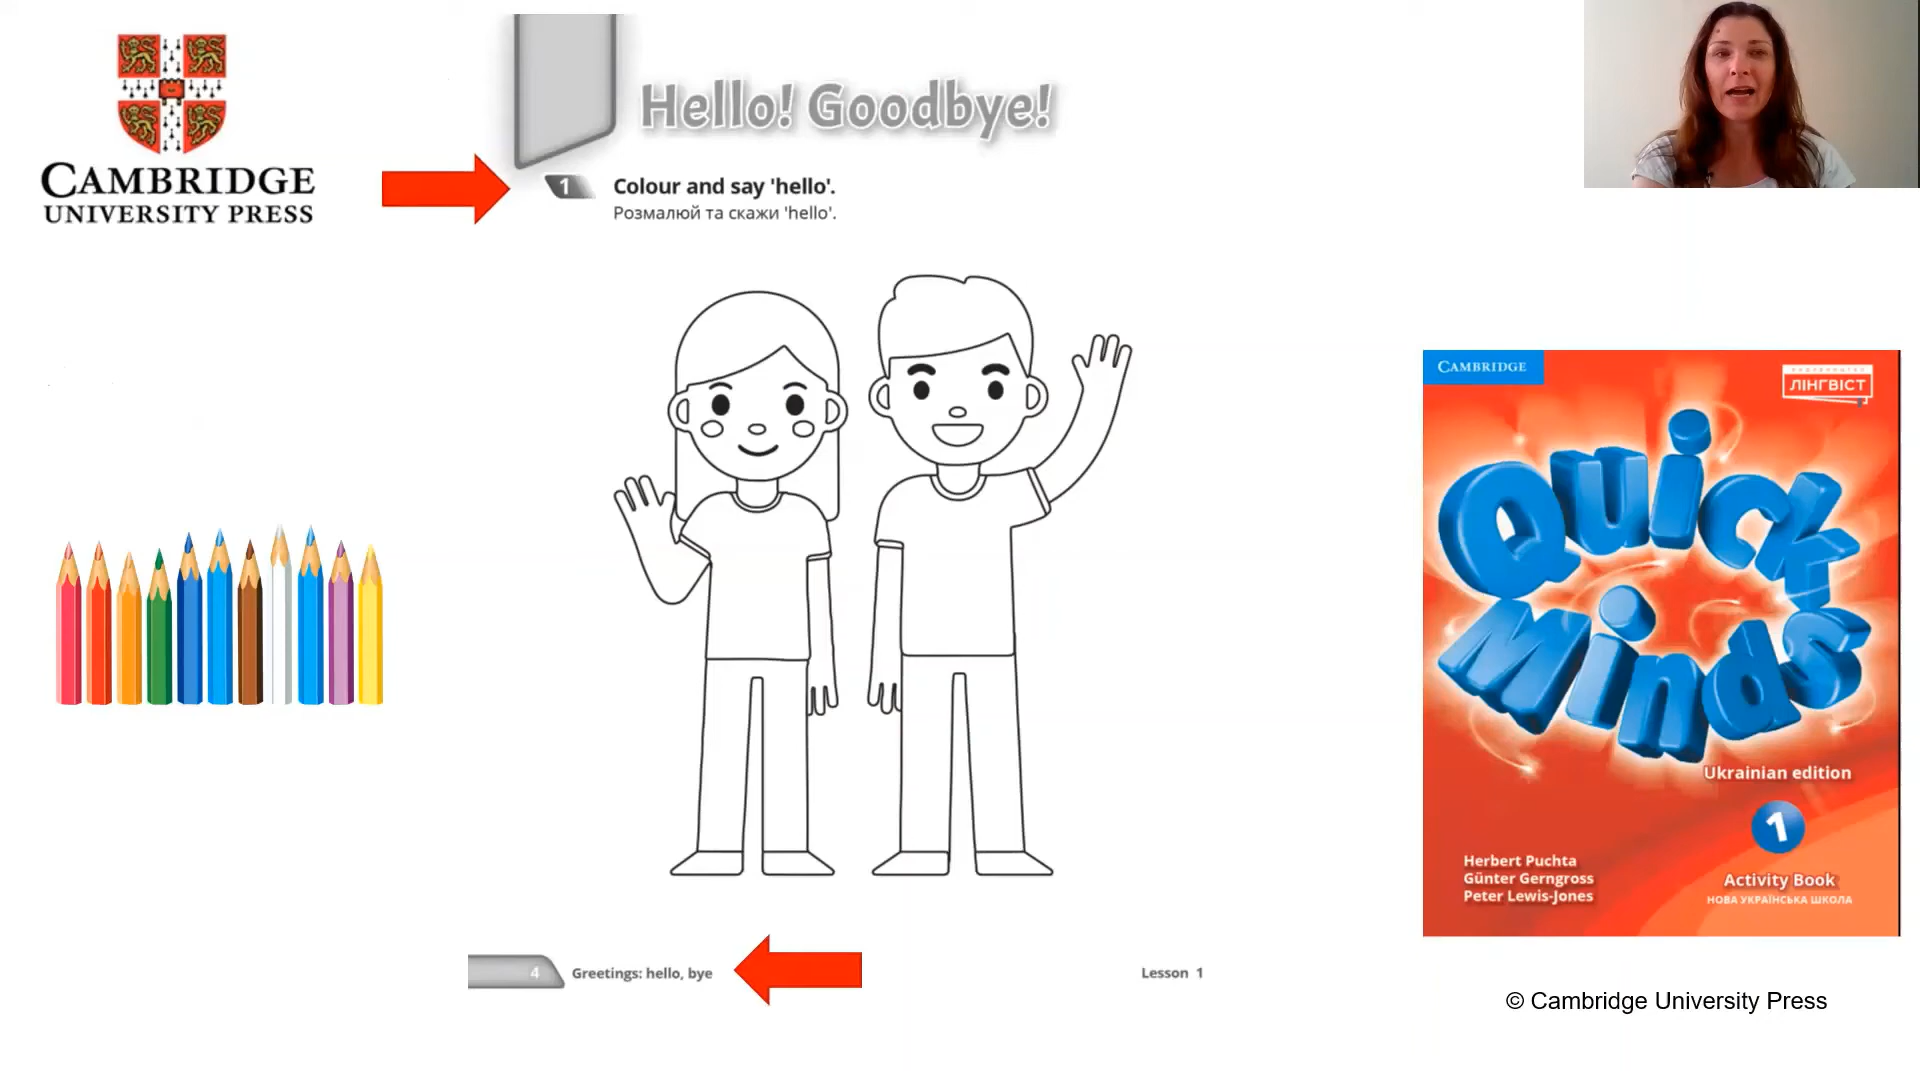 CAMBRIDGE
UNIVERSITY PRESS
Hello! Goodbye!
1
Colour and say 'hello'.
Розмалюй та скажи 'hello'.
4
Greetings: hello, bye
Lesson 1
CAMBRIDGE
ЛІНГВІСТ
Quick
Minds
Ukrainian edition
1
Herbert Puchta
Günter Gerngross
Peter Lewis-Jones
Activity Book
НОВА УКРАЇНСЬКА ШКОЛА
© Cambridge University Press